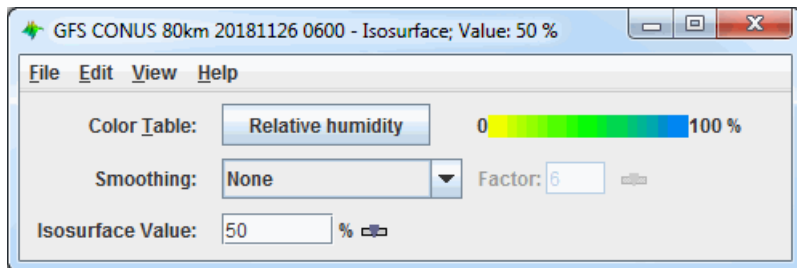 GFS CONUS 80km 20181126 0600 - Isosurface; Value: 50 %
File Edit View Help
Color Table: Relative humidity 0 100 %
Smoothing: None Factor: 6
Isosurface Value: 50 %